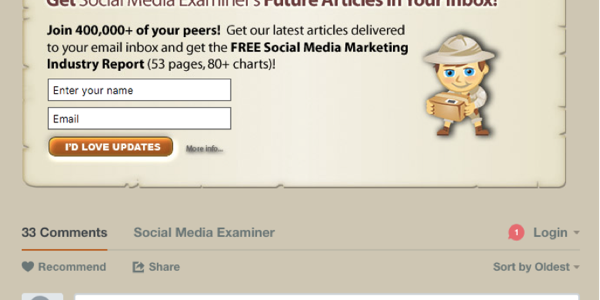 Get Social Media Examiner's Future Articles in Your Inbox!
Join 400,000+ of your peers! Get our latest articles delivered
to your email inbox and get the FREE Social Media Marketing
Industry Report (53 pages, 80+ charts)!
Enter your name
Email
I'D LOVE UPDATES More info...
33 Comments Social Media Examiner 1 Login
Recommend Share Sort by Oldest